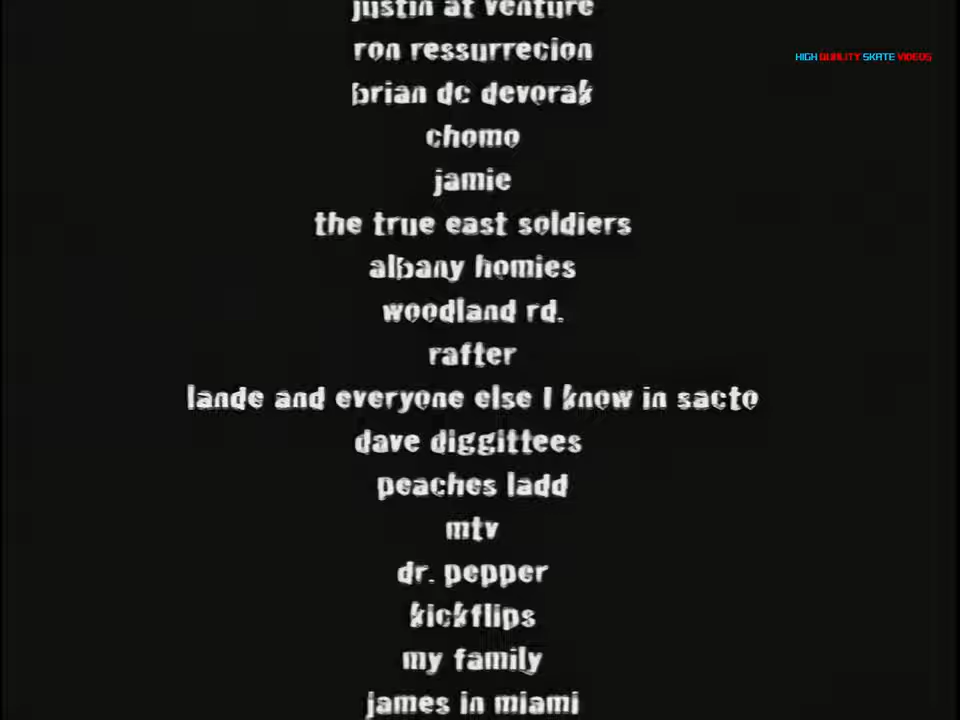 justin at venture
ron ressurrecion
HIGH QUALITY SKATE VIDEOS
brian dc devorak
chomo
jamie
the true east soldiers
albany homies
woodland rd.
rafter
lande and everyone else I know in sacto
dave diggittees
peaches ladd
mtv
dr. pepper
kickflips
my family
james in miami